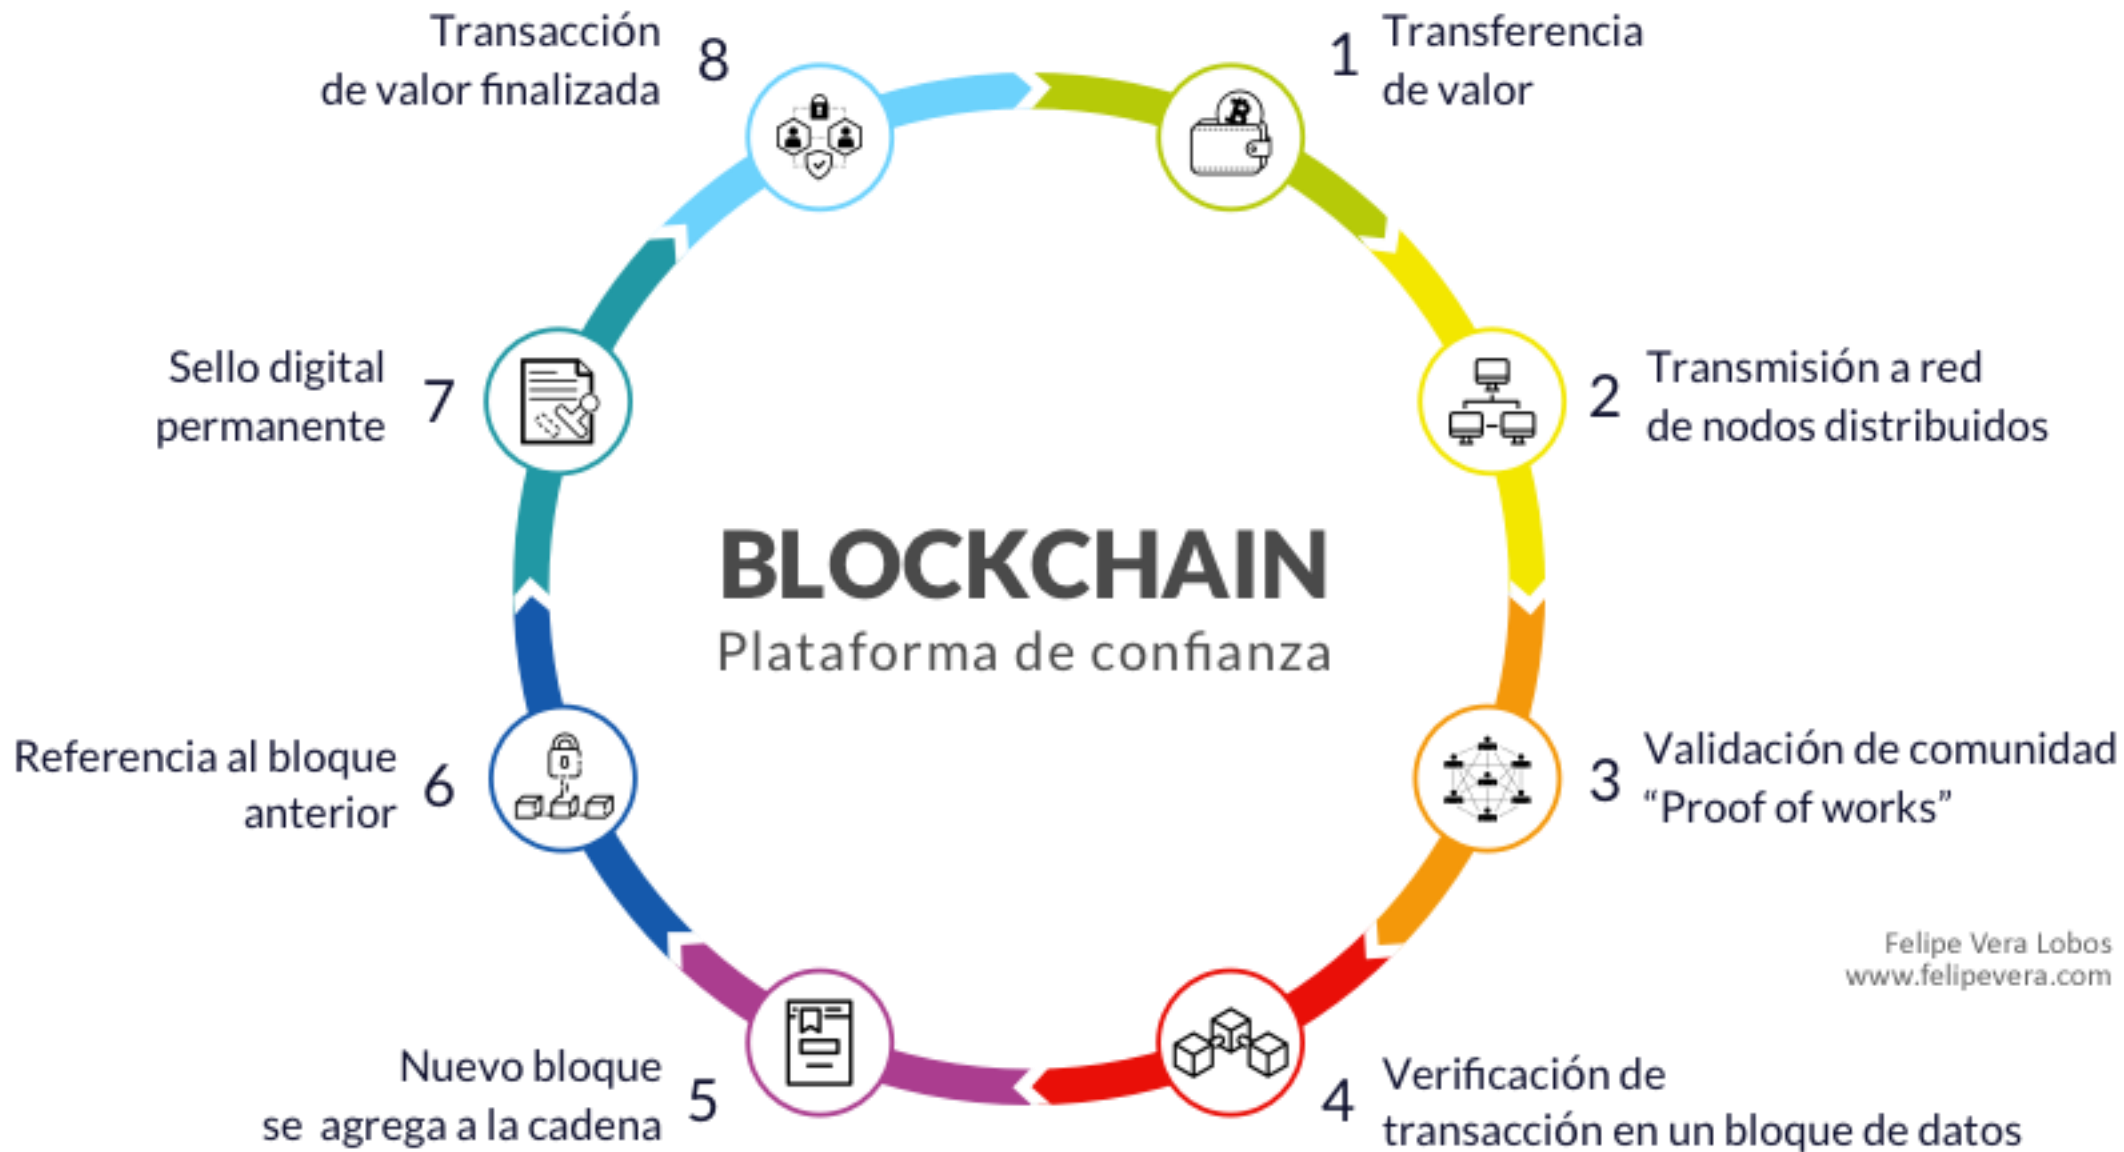 1
Transferencia
de valor
2
Transmisión a red
de nodos distribuidos
3
Validación de comunidad
“Proof of works”
4
Verificación de
transacción en un bloque de datos
5
Nuevo bloque
se agrega a la cadena
6
Referencia al bloque
anterior
7
Sello digital
permanente
8
Transacción
de valor finalizada
BLOCKCHAIN
Plataforma de confianza
Felipe Vera Lobos
www.felipevera.com